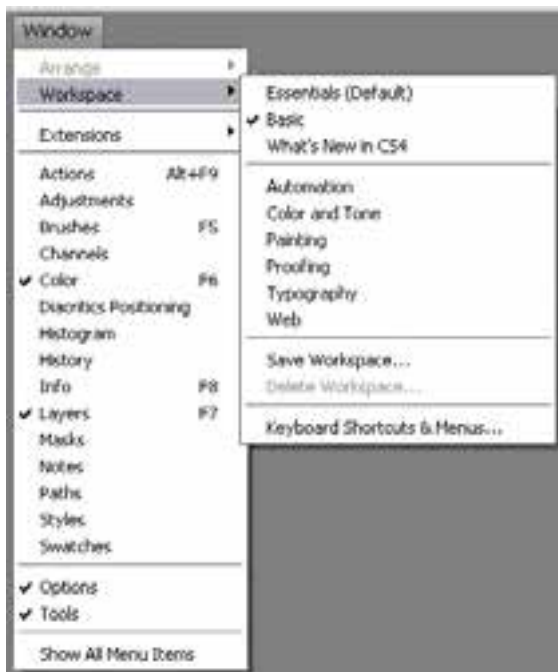 Window
Arrange
Workspace
Extensions
Actions Alt+F9
Adjustments
Brushes F5
Channels
Color F6
Diacritics Positioning
Histogram
History
Info F8
Layers F7
Masks
Notes
Paths
Styles
Swatches
Options
Tools
Show All Menu Items
Essentials (Default)
Basic
What's New in CS4
Automation
Color and Tone
Painting
Proofing
Typography
Web
Save Workspace...
Delete Workspace...
Keyboard Shortcuts & Menus...